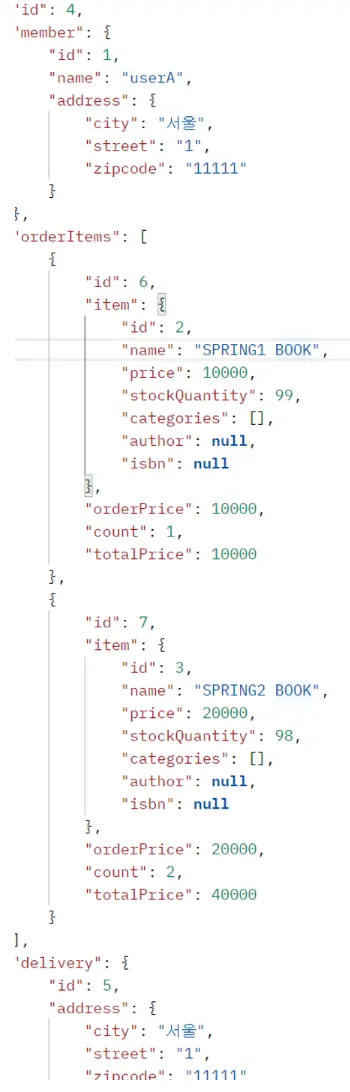 "id": 4,
"member": {
"id": 1,
"name": "userA",
"address": {
"city": "서울",
"street": "1",
"zipcode": "11111"
}
},
"orderItems": [
{
"id": 6,
"item": {
"id": 2,
"name": "SPRING1 BOOK",
"price": 10000,
"stockQuantity": 99,
"categories": [],
"author": null,
"isbn": null
},
"orderPrice": 10000,
"count": 1,
"totalPrice": 10000
},
{
"id": 7,
"item": {
"id": 3,
"name": "SPRING2 BOOK",
"price": 20000,
"stockQuantity": 98,
"categories": [],
"author": null,
"isbn": null
},
"orderPrice": 20000,
"count": 2,
"totalPrice": 40000
}
],
"delivery": {
"id": 5,
"address": {
"city": "서울",
"street": "1",
"zipcode": "11111"